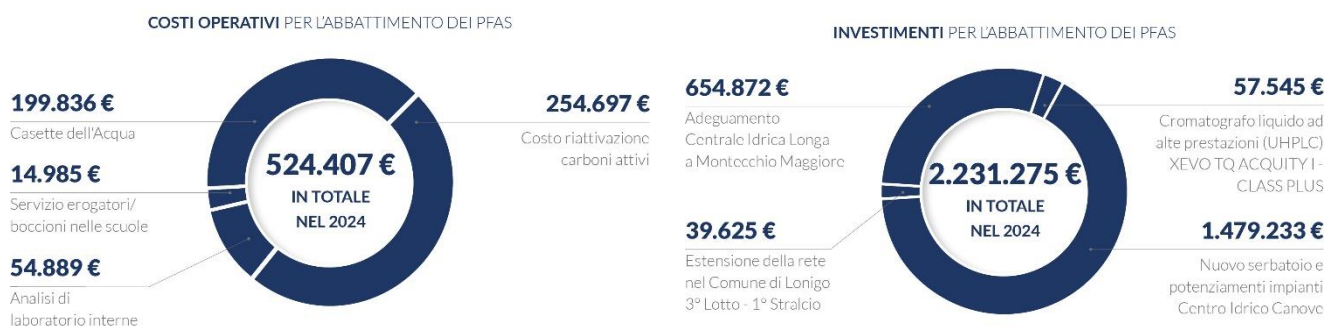 COSTI OPERATIVI PER L'ABBATTIMENTO DEI PFAS
199.836 €
Casette dell'Acqua
14.985 €
Servizio erogatori/
boccioni nelle scuole
54.889 €
Analisi di
laboratorio interne
524.407 €
IN TOTALE
NEL 2024
254.697 €
Costo riattivazione
carboni attivi
INVESTIMENTI PER L'ABBATTIMENTO DEI PFAS
654.872 €
Adeguamento
Centrale Idrica Longa
a Montecchio Maggiore
39.625 €
Estensione della rete
nel Comune di Lonigo
3° Lotto - 1° Stralcio
2.231.275 €
IN TOTALE
NEL 2024
57.545 €
Cromatografo liquido ad
alte prestazioni (UHPLC)
XEVO TQ ACQUITY I -
CLASS PLUS
1.479.233 €
Nuovo serbatoio e
potenziamenti impianti
Centro Idrico Canove